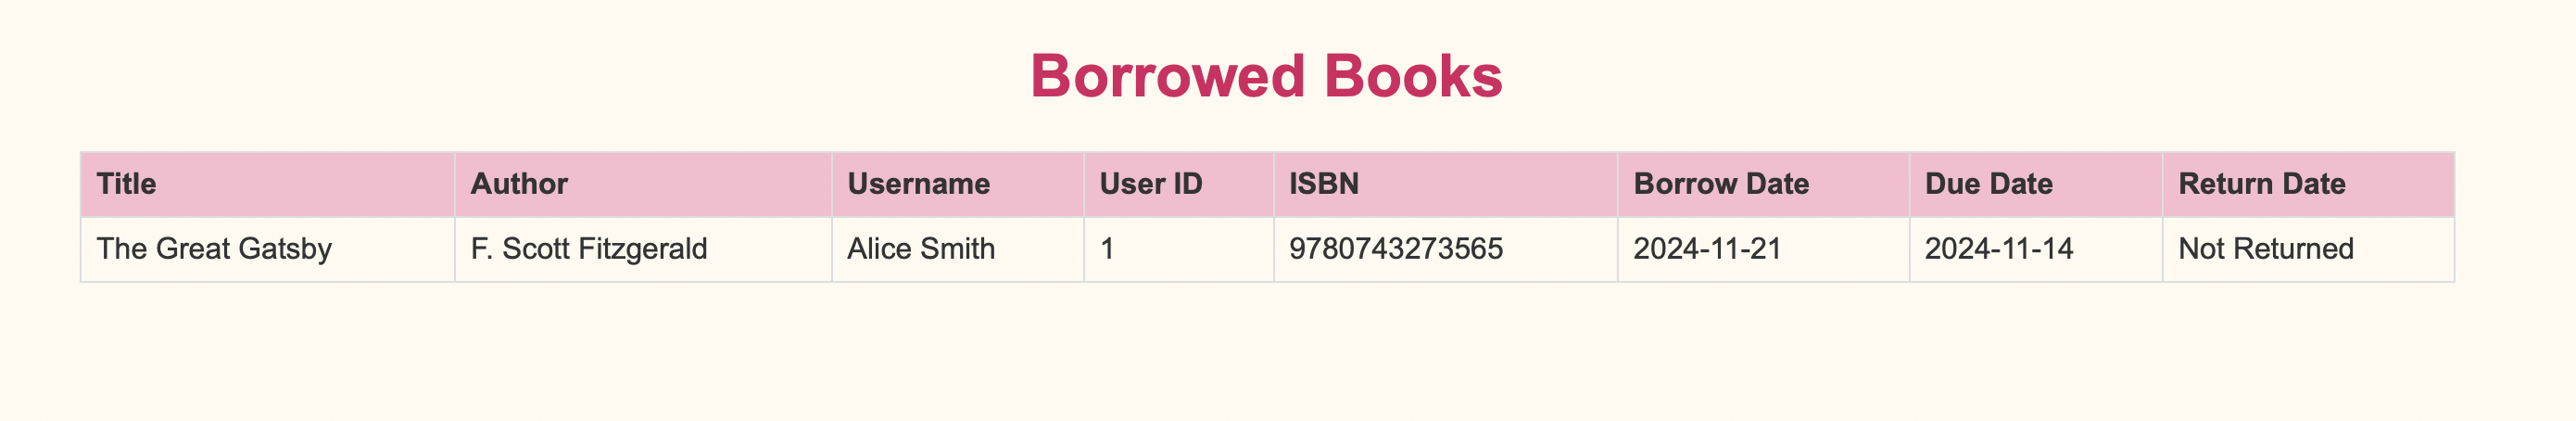 Borrowed Books
Title Author Username User ID ISBN Borrow Date Due Date Return Date
The Great Gatsby F. Scott Fitzgerald Alice Smith 1 9780743273565 2024-11-21 2024-11-14 Not Returned